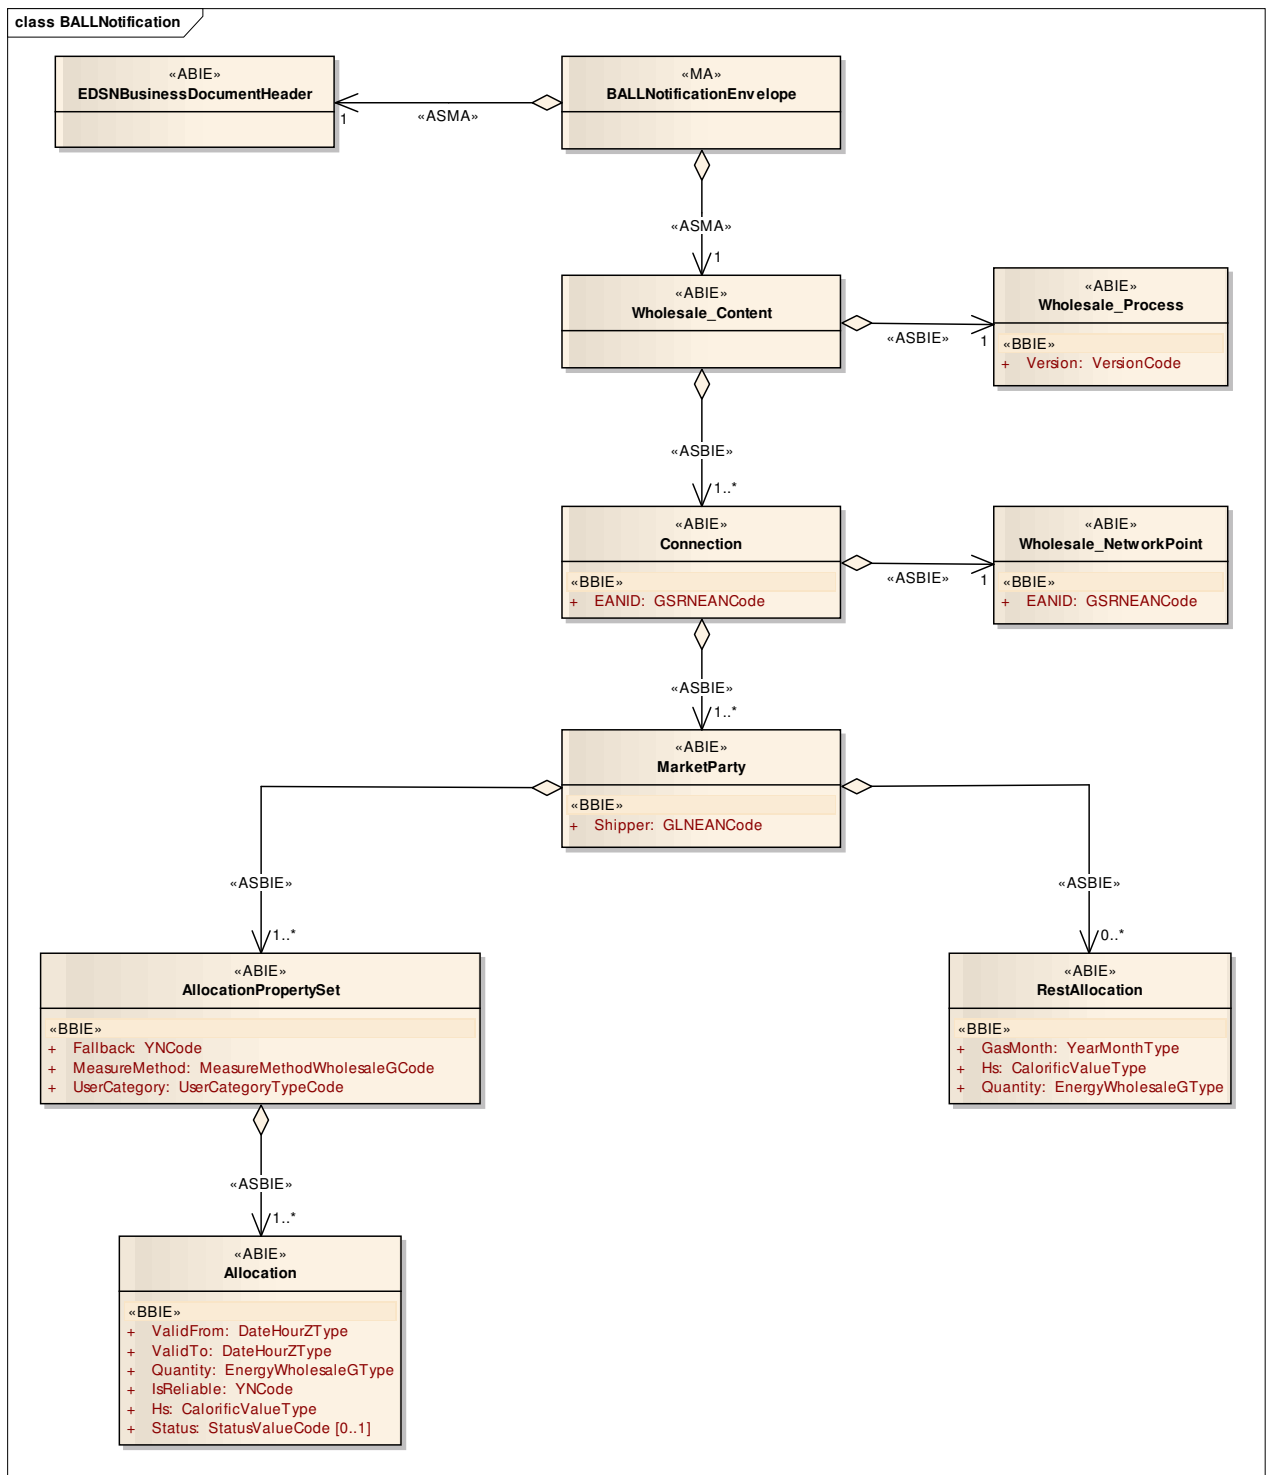 class BALLNotification
«ABIE»
EDSNBusinessDocumentHeader
«MA»
BALLNotificationEnvelope
1
«ASMA»
«ASMA»
1
«ABIE»
Wholesale_Content
«ABIE»
Wholesale_Process
«BBIE»
+ Version: VersionCode
«ASBIE»
1
«ASBIE»
1..*
«ABIE»
Connection
«BBIE»
+ EANID: GSRNEANCode
«ABIE»
Wholesale_NetworkPoint
«BBIE»
+ EANID: GSRNEANCode
«ASBIE»
1
«ASBIE»
1..*
«ABIE»
MarketParty
«BBIE»
+ Shipper: GLNEANCode
«ASBIE»
1..*
«ASBIE»
0..*
«ABIE»
AllocationPropertySet
«BBIE»
+ Fallback: YNCode
+ MeasureMethod: MeasureMethodWholesaleGCode
+ UserCategory: UserCategoryTypeCode
«ABIE»
RestAllocation
«BBIE»
+ GasMonth: YearMonthType
+ Hs: CalorificValueType
+ Quantity: EnergyWholesaleGType
«ASBIE»
1..*
«ABIE»
Allocation
«BBIE»
+ ValidFrom: DateHourZType
+ ValidTo: DateHourZType
+ Quantity: EnergyWholesaleGType
+ IsReliable: YNCode
+ Hs: CalorificValueType
+ Status: StatusValueCode [0..1]